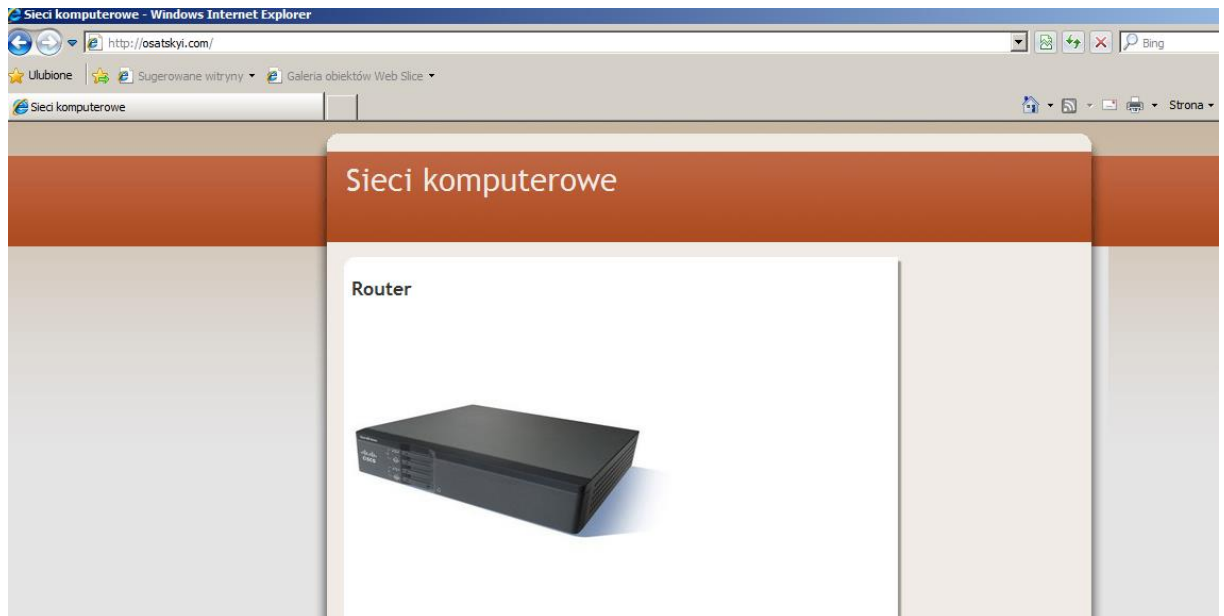 Sieci komputerowe - Windows Internet Explorer
http://osatskyi.com/
Bing
Ulubione
Sugerowane witryny
Galeria obiektów Web Slice
Sieci komputerowe
Strona
Sieci komputerowe
Router
CISCO